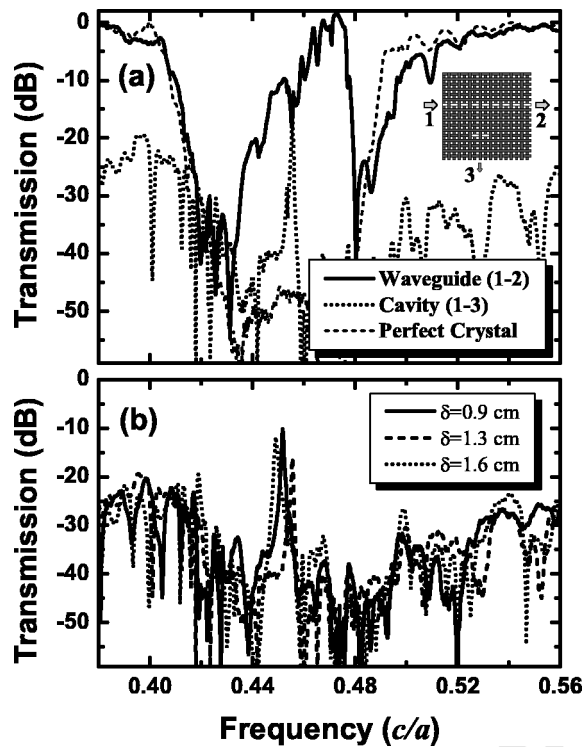 0
(a)
-10
1
2
-20
3
-30
-40
Waveguide (1-2)
Cavity (1-3)
-50
Perfect Crystal
Transmission (dB)
0
(b)
δ=0.9 cm
-10
δ=1.3 cm
δ=1.6 cm
-20
-30
-40
-50
Transmission (dB)
0.40 0.44 0.48 0.52 0.56
Frequency (c/a)